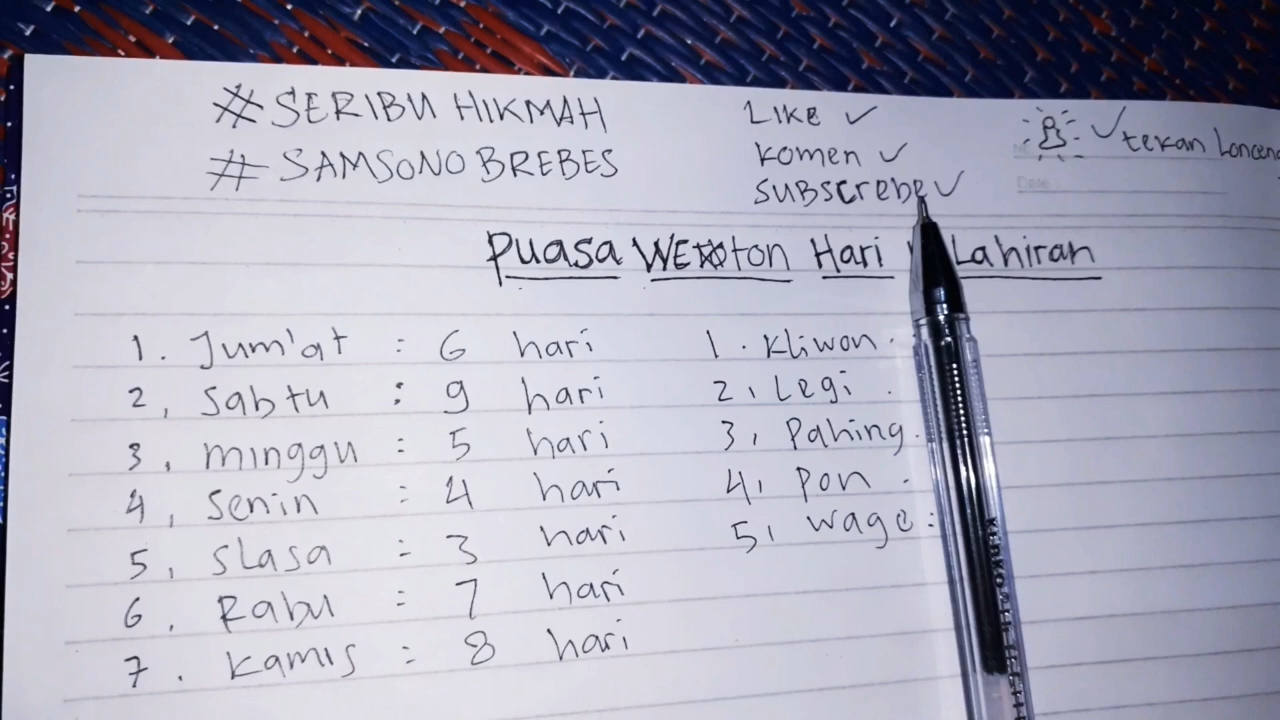 #SERIBU HIKMAH
# SAMSONO BREBES
LIKE ✓
Komen ✓
SUBSCREBE ✓
✓ tekan Lonceng
Date
Puasa WEton Hari Lahiran
1. Jum'at : 6 hari
2, Sabtu : 9 hari
3, minggu : 5 hari
4, Senin : 4 hari
5, SLasa : 3 hari
6. Rabu : 7 hari
7. Kamis : 8 hari
1. Kliwon.
2, Legi.
3, Pahing.
4, Pon.
5, Wage: